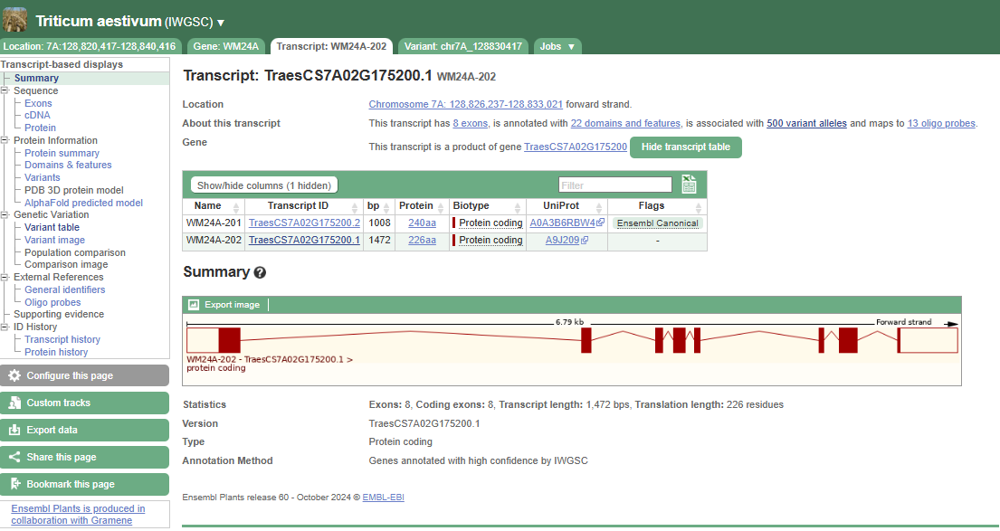 Triticum aestivum (IWGSC) ▼
Location: 7A:128,820,417-128,840,416
Gene: WM24A
Transcript: WM24A-202
Variant: chr7A_128830417
Jobs ▼
Transcript-based displays
Summary
Sequence
Exons
cDNA
Protein
Protein Information
Protein summary
Domains & features
Variants
PDB 3D protein model
AlphaFold predicted model
Genetic Variation
Variant table
Variant image
Population comparison
Comparison image
External References
General identifiers
Oligo probes
Supporting evidence
ID History
Transcript history
Protein history
Configure this page
Custom tracks
Export data
Share this page
Bookmark this page
Ensembl Plants is produced in
collaboration with Gramene
Transcript: TraesCS7A02G175200.1 WM24A-202
Location Chromosome 7A: 128,826,237-128,833,021 forward strand.
About this transcript This transcript has 8 exons, is annotated with 22 domains and features, is associated with 500 variant alleles and maps to 13 oligo probes.
Gene This transcript is a product of gene TraesCS7A02G175200 Hide transcript table
Show/hide columns (1 hidden) Filter
Name Transcript ID bp Protein Biotype UniProt Flags
WM24A-201 TraesCS7A02G175200.2 1008 240aa Protein coding A0A3B6RBW4 Ensembl Canonical
WM24A-202 TraesCS7A02G175200.1 1472 226aa Protein coding A9J209 -
Summary ?
Export image
6.79 kb Forward strand
WM24A-202 - TraesCS7A02G175200.1 >
protein coding
Statistics Exons: 8, Coding exons: 8, Transcript length: 1,472 bps, Translation length: 226 residues
Version TraesCS7A02G175200.1
Type Protein coding
Annotation Method Genes annotated with high confidence by IWGSC
Ensembl Plants release 60 - October 2024 © EMBL-EBI